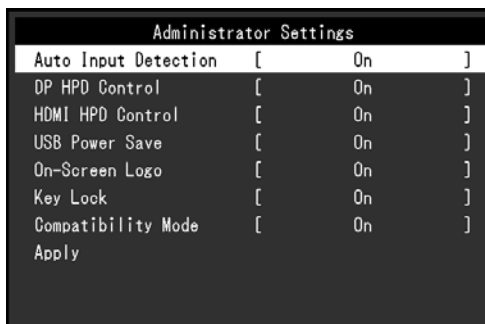 Administrator Settings
Auto Input Detection [ On ]
DP HPD Control [ On ]
HDMI HPD Control [ On ]
USB Power Save [ On ]
On-Screen Logo [ On ]
Key Lock [ On ]
Compatibility Mode [ On ]
Apply